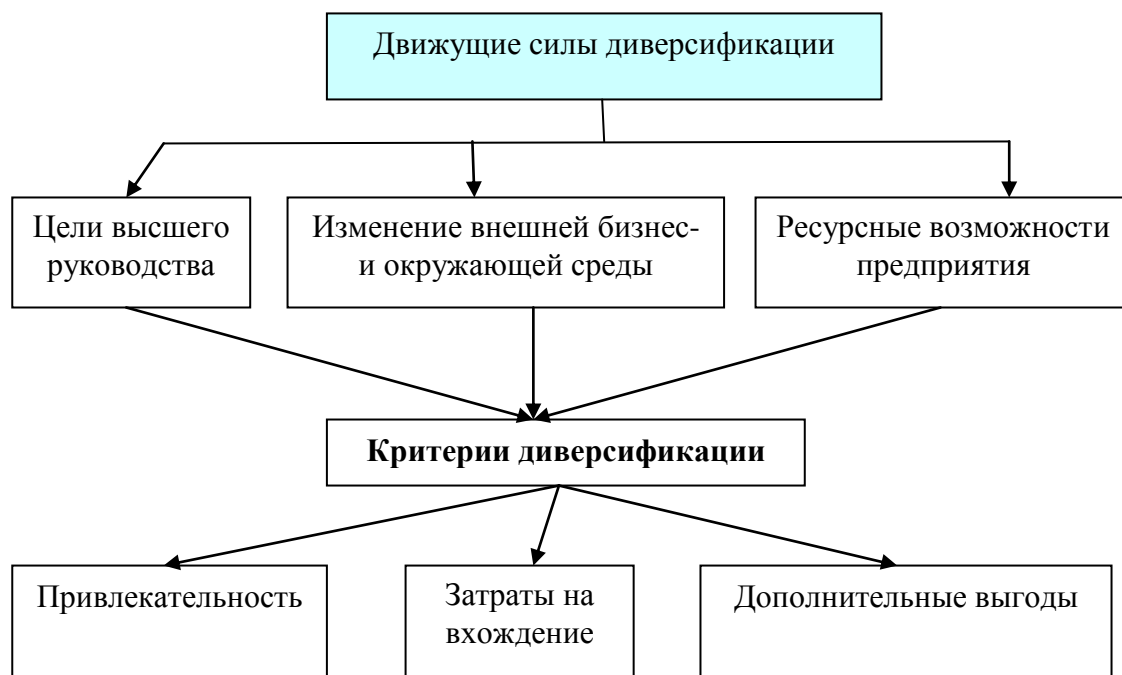 Движущие силы диверсификации
Цели высшего
руководства
Изменение внешней бизнес-
и окружающей среды
Ресурсные возможности
предприятия
Критерии диверсификации
Привлекательность
Затраты на
вхождение
Дополнительные выгоды